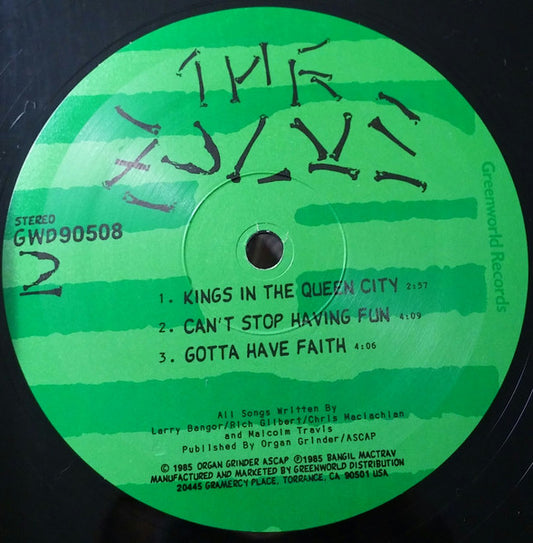 THE
ZULUS
STEREO
GWD90508
2
Greenworld Records
1. KINGS IN THE QUEEN CITY 2:57
2. CAN'T STOP HAVING FUN 4:09
3. GOTTA HAVE FAITH 4:06
All Songs Written By
Larry Bangor/Rich Gilbert/Chris Maclachlan
and Malcolm Travis
Published By Organ Grinder/ASCAP
© 1985 ORGAN GRINDER ASCAP ℗1985 BANGIL MACTRAV
MANUFACTURED AND MARKETED BY GREENWORLD DISTRIBUTION
20445 GRAMERCY PLACE, TORRANCE, CA 90501 USA